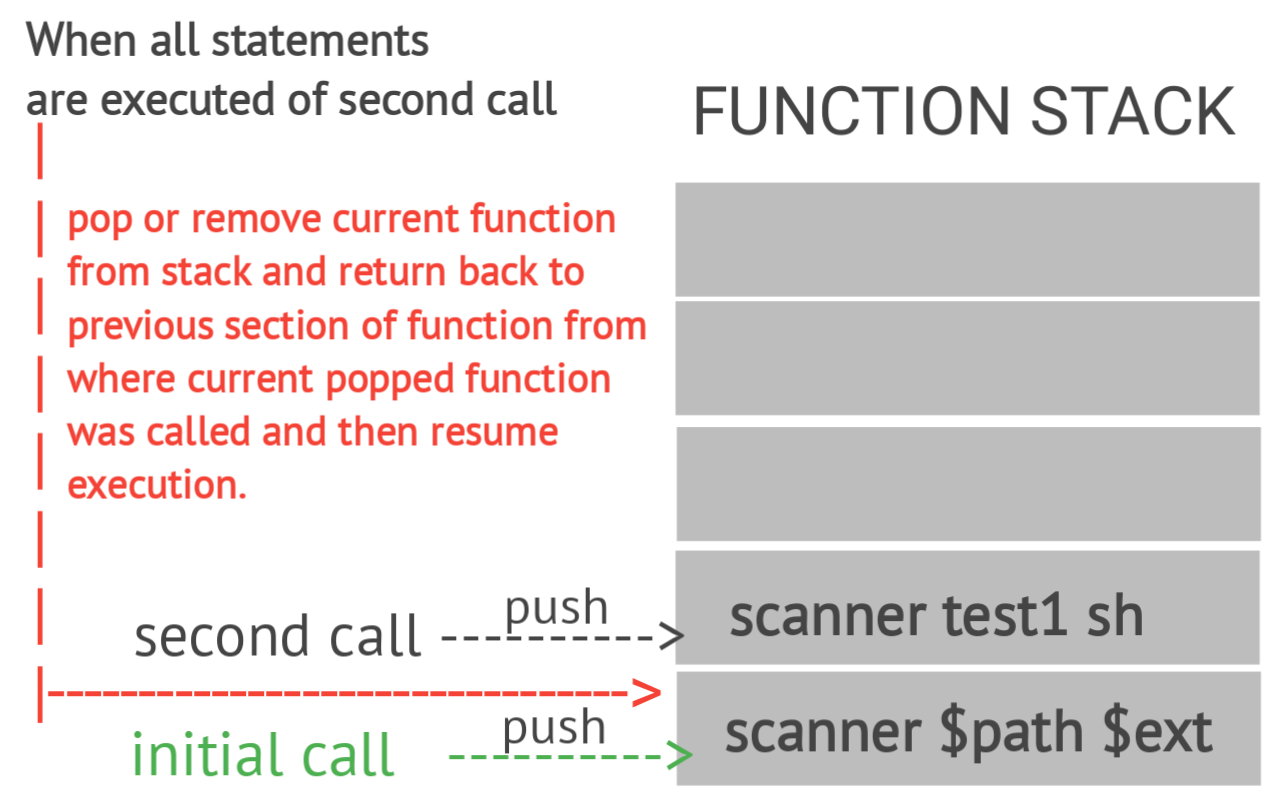 When all statements
are executed of second call
FUNCTION STACK
pop or remove current function
from stack and return back to
previous section of function from
where current popped function
was called and then resume
execution.
second call
push
scanner test1 sh
initial call
push
scanner $path $ext